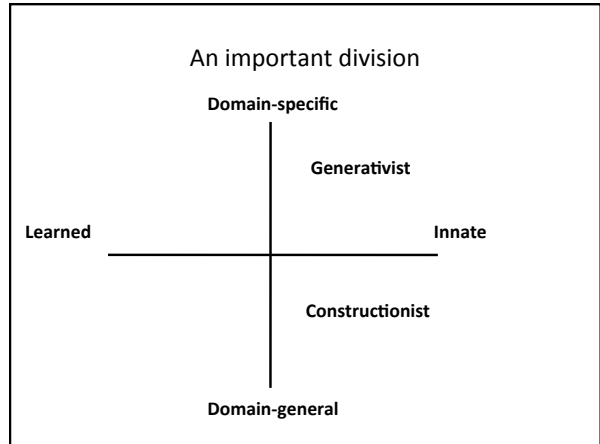 An important division
Domain-specific
Generativist
Learned
Innate
Constructionist
Domain-general